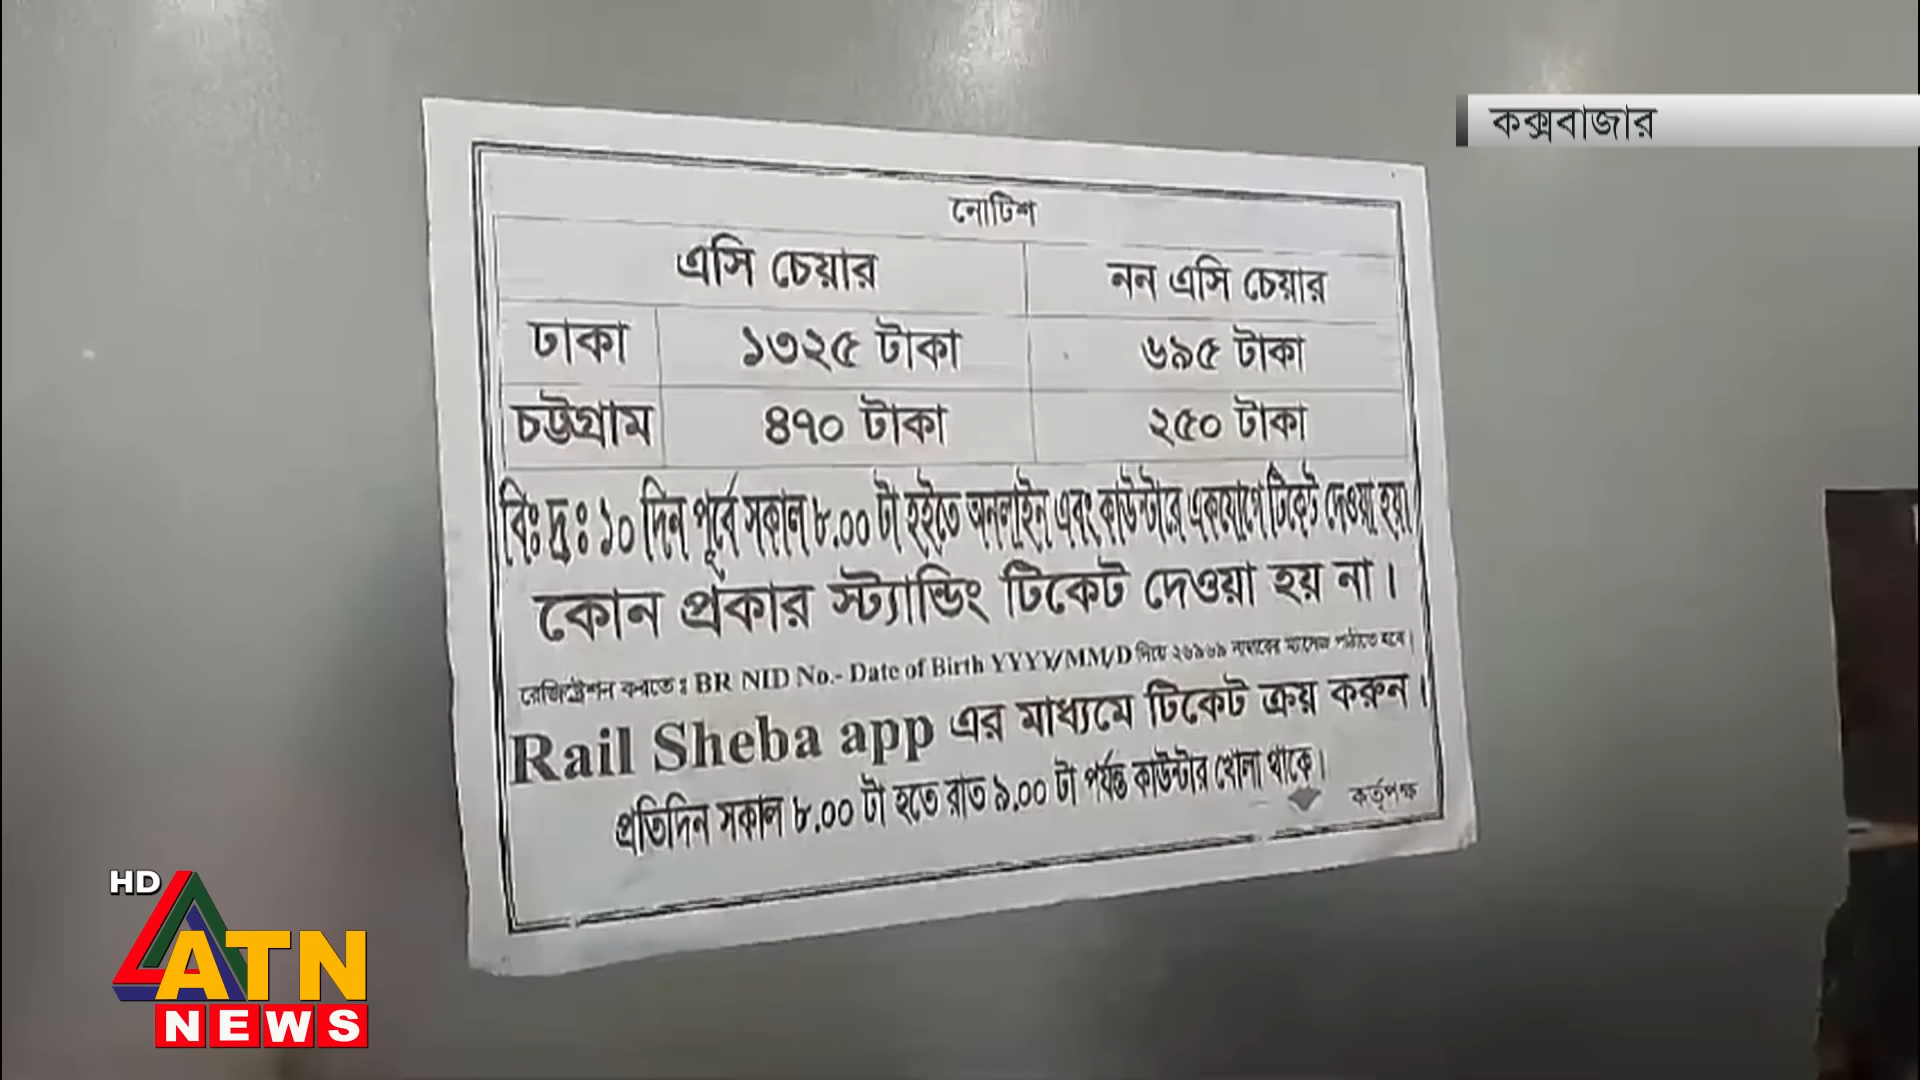 কক্সবাজার
নোটিশ
এসি চেয়ার নন এসি চেয়ার
ঢাকা ১৩২৫ টাকা ৬৯৫ টাকা
চট্টগ্রাম ৪৭০ টাকা ২৫০ টাকা
বিঃ দ্রঃ ১০ দিন পূর্বে সকাল ৮.০০ টা হইতে অনলাইন এবং কাউন্টারে একযোগে টিকেট দেওয়া হয়।
কোন প্রকার স্ট্যান্ডিং টিকেট দেওয়া হয় না।
রেজিস্ট্রেশন করতে: BR NID No.- Date of Birth YYYY/MM/D লিখে ২৬৯৬৯ নাম্বারে ম্যাসেজ পাঠাতে হবে।
Rail Sheba app এর মাধ্যমে টিকেট ক্রয় করুন।
প্রতিদিন সকাল ৮.০০ টা হতে রাত ৯.০০ টা পর্যন্ত কাউন্টার খোলা থাকে।
কর্তৃপক্ষ
HD
ATN
NEWS